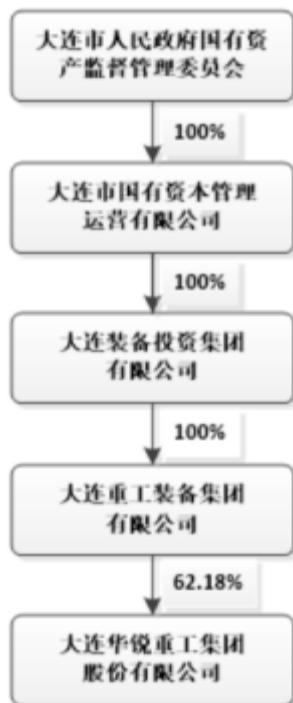 大连市人民政府国有资
产监督管理委员会
100%
大连市国有资本管理
运营有限公司
100%
大连装备投资集团
有限公司
100%
大连重工装备集团
有限公司
62.18%
大连华锐重工集团
股份有限公司